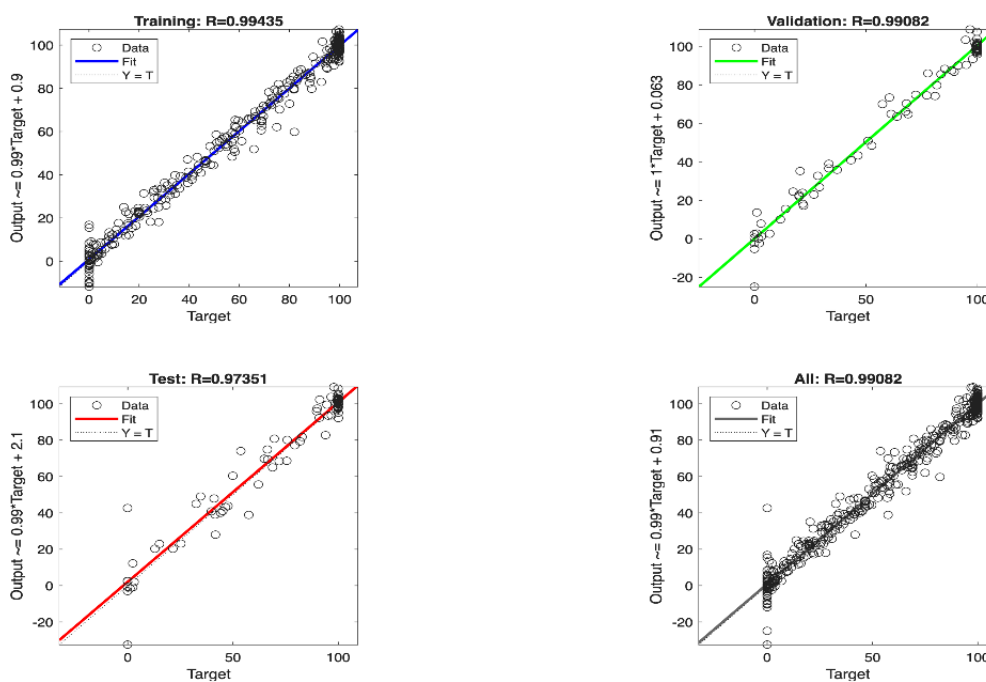 Training: R=0.99435
Output ~= 0.99*Target + 0.9
100
80
60
40
20
0
Data
Fit
Y = T
0 20 40 60 80 100
Target
Validation: R=0.99082
Output ~= 1*Target + 0.063
100
80
60
40
20
0
-20
Data
Fit
Y = T
0 50 100
Target
Test: R=0.97351
Output ~= 0.99*Target + 2.1
100
80
60
40
20
0
-20
Data
Fit
Y = T
0 50 100
Target
All: R=0.99082
Output ~= 0.99*Target + 0.91
100
80
60
40
20
0
-20
Data
Fit
Y = T
0 50 100
Target